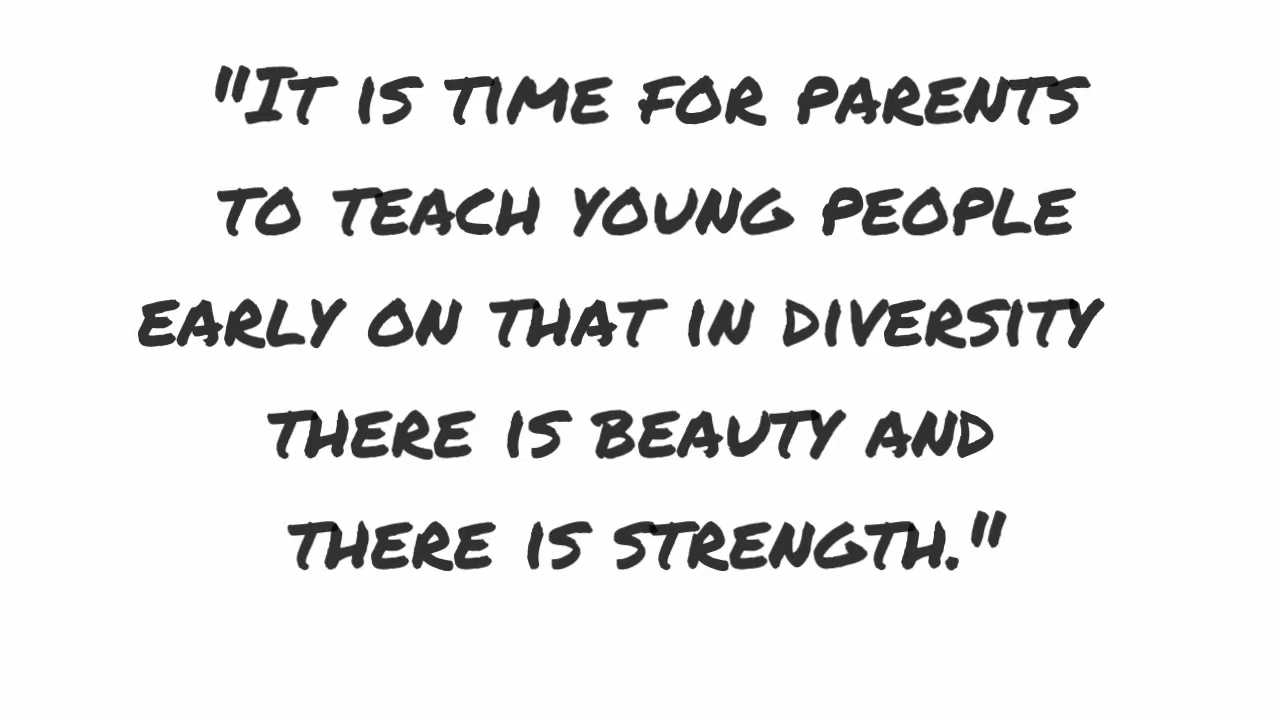 "It is time for parents
to teach young people
early on that in diversity
there is beauty and
there is strength."